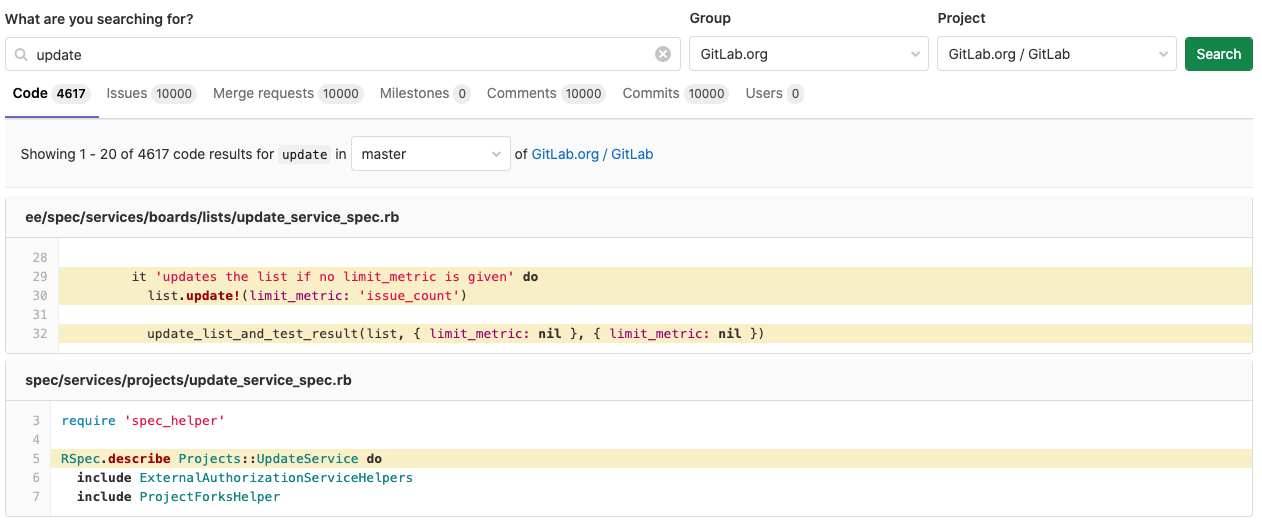 What are you searching for? Group Project
update GitLab.org GitLab.org / GitLab Search
Code 4617 Issues 10000 Merge requests 10000 Milestones 0 Comments 10000 Commits 10000 Users 0
Showing 1 - 20 of 4617 code results for update in master of GitLab.org / GitLab
ee/spec/services/boards/lists/update_service_spec.rb
28
29 it 'updates the list if no limit_metric is given' do
30 list.update!(limit_metric: 'issue_count')
31
32 update_list_and_test_result(list, { limit_metric: nil }, { limit_metric: nil })
spec/services/projects/update_service_spec.rb
3 require 'spec_helper'
4
5 RSpec.describe Projects::UpdateService do
6 include ExternalAuthorizationServiceHelpers
7 include ProjectForksHelper